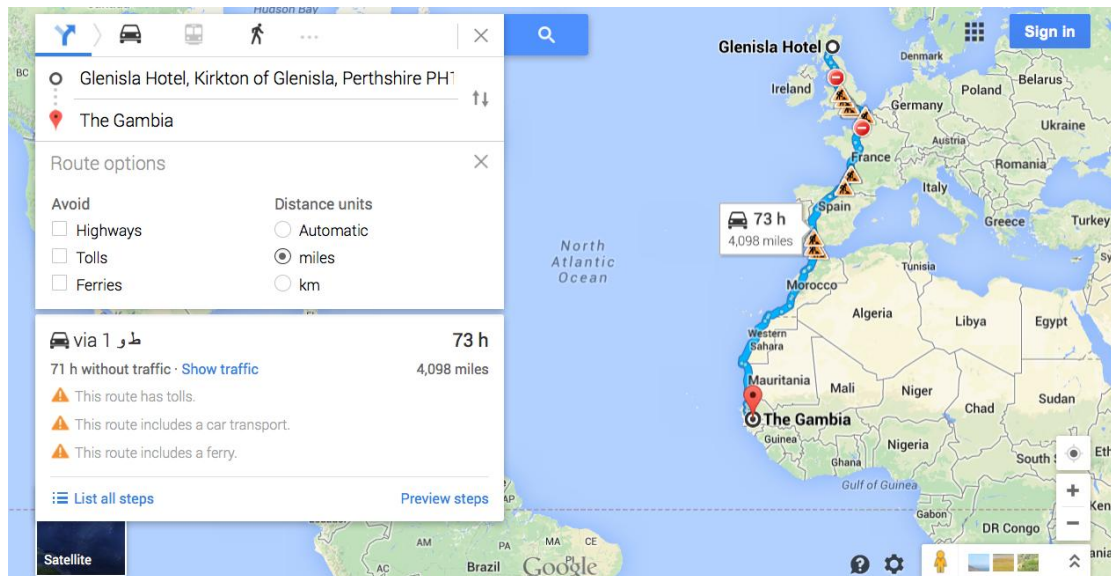 Hudson Bay
BC
Glenisla Hotel, Kirkton of Glenisla, Perthshire PH1
The Gambia
Route options
Avoid
Highways
Tolls
Ferries
Distance units
Automatic
miles
km
via 1 ط و
73 h
71 h without traffic · Show traffic
4,098 miles
This route has tolls.
This route includes a car transport.
This route includes a ferry.
List all steps
Preview steps
Satellite
Sign in
Glenisla Hotel
Denmark
Ireland
Belarus
Poland
Germany
Ukraine
Austria
France
Romania
Italy
Spain
Greece
Turkey
73 h
4,098 miles
North
Atlantic
Ocean
Tunisia
Morocco
Algeria
Libya
Egypt
Western
Sahara
Mauritania
Mali
Niger
Sudan
Chad
The Gambia
Guinea
Nigeria
Ghana
South
Eth
Gulf of Guinea
Ken
Gabon
DR Congo
AP
AM
PA
MA
CE
PI
AC
Brazil
Google